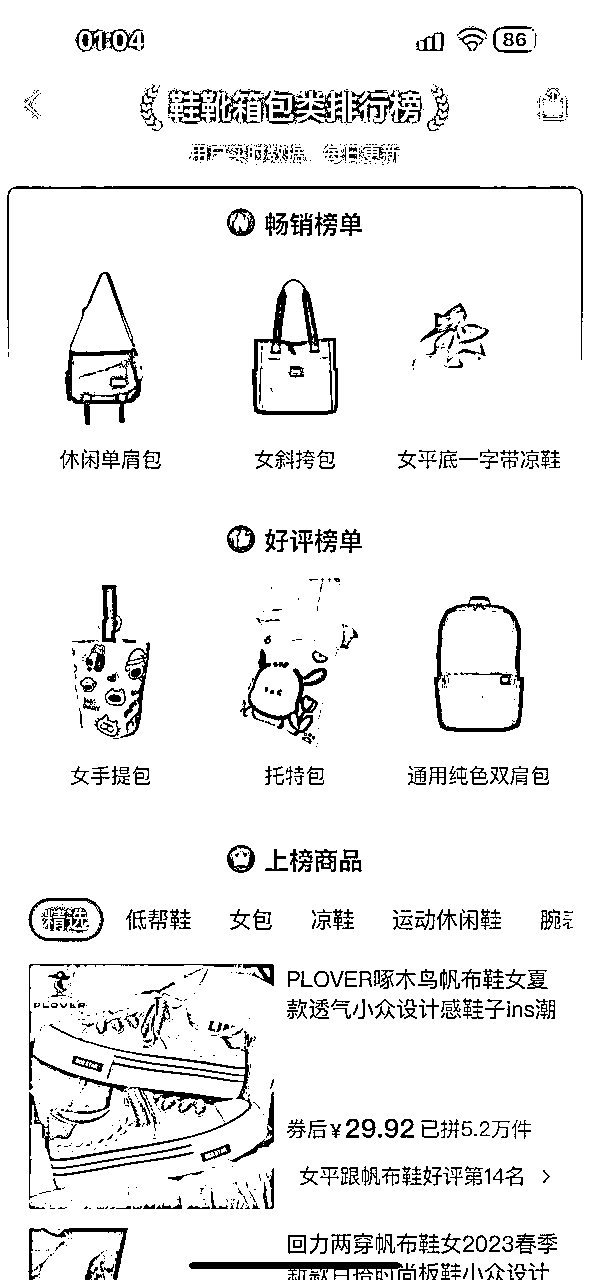 01:04
86
鞋靴箱包类排行榜
用户实时数据，每日更新
畅销榜单
休闲单肩包
女斜挎包
女平底一字带凉鞋
好评榜单
女手提包
托特包
通用纯色双肩包
上榜商品
精选
低帮鞋
女包
凉鞋
运动休闲鞋
腕表
PLOVER
PLOVER啄木鸟帆布鞋女夏
款透气小众设计感鞋子ins潮
券后¥29.92 已拼5.2万件
女平跟帆布鞋好评第14名
回力两穿帆布鞋女2023春季
新款百搭时尚板鞋小众设计